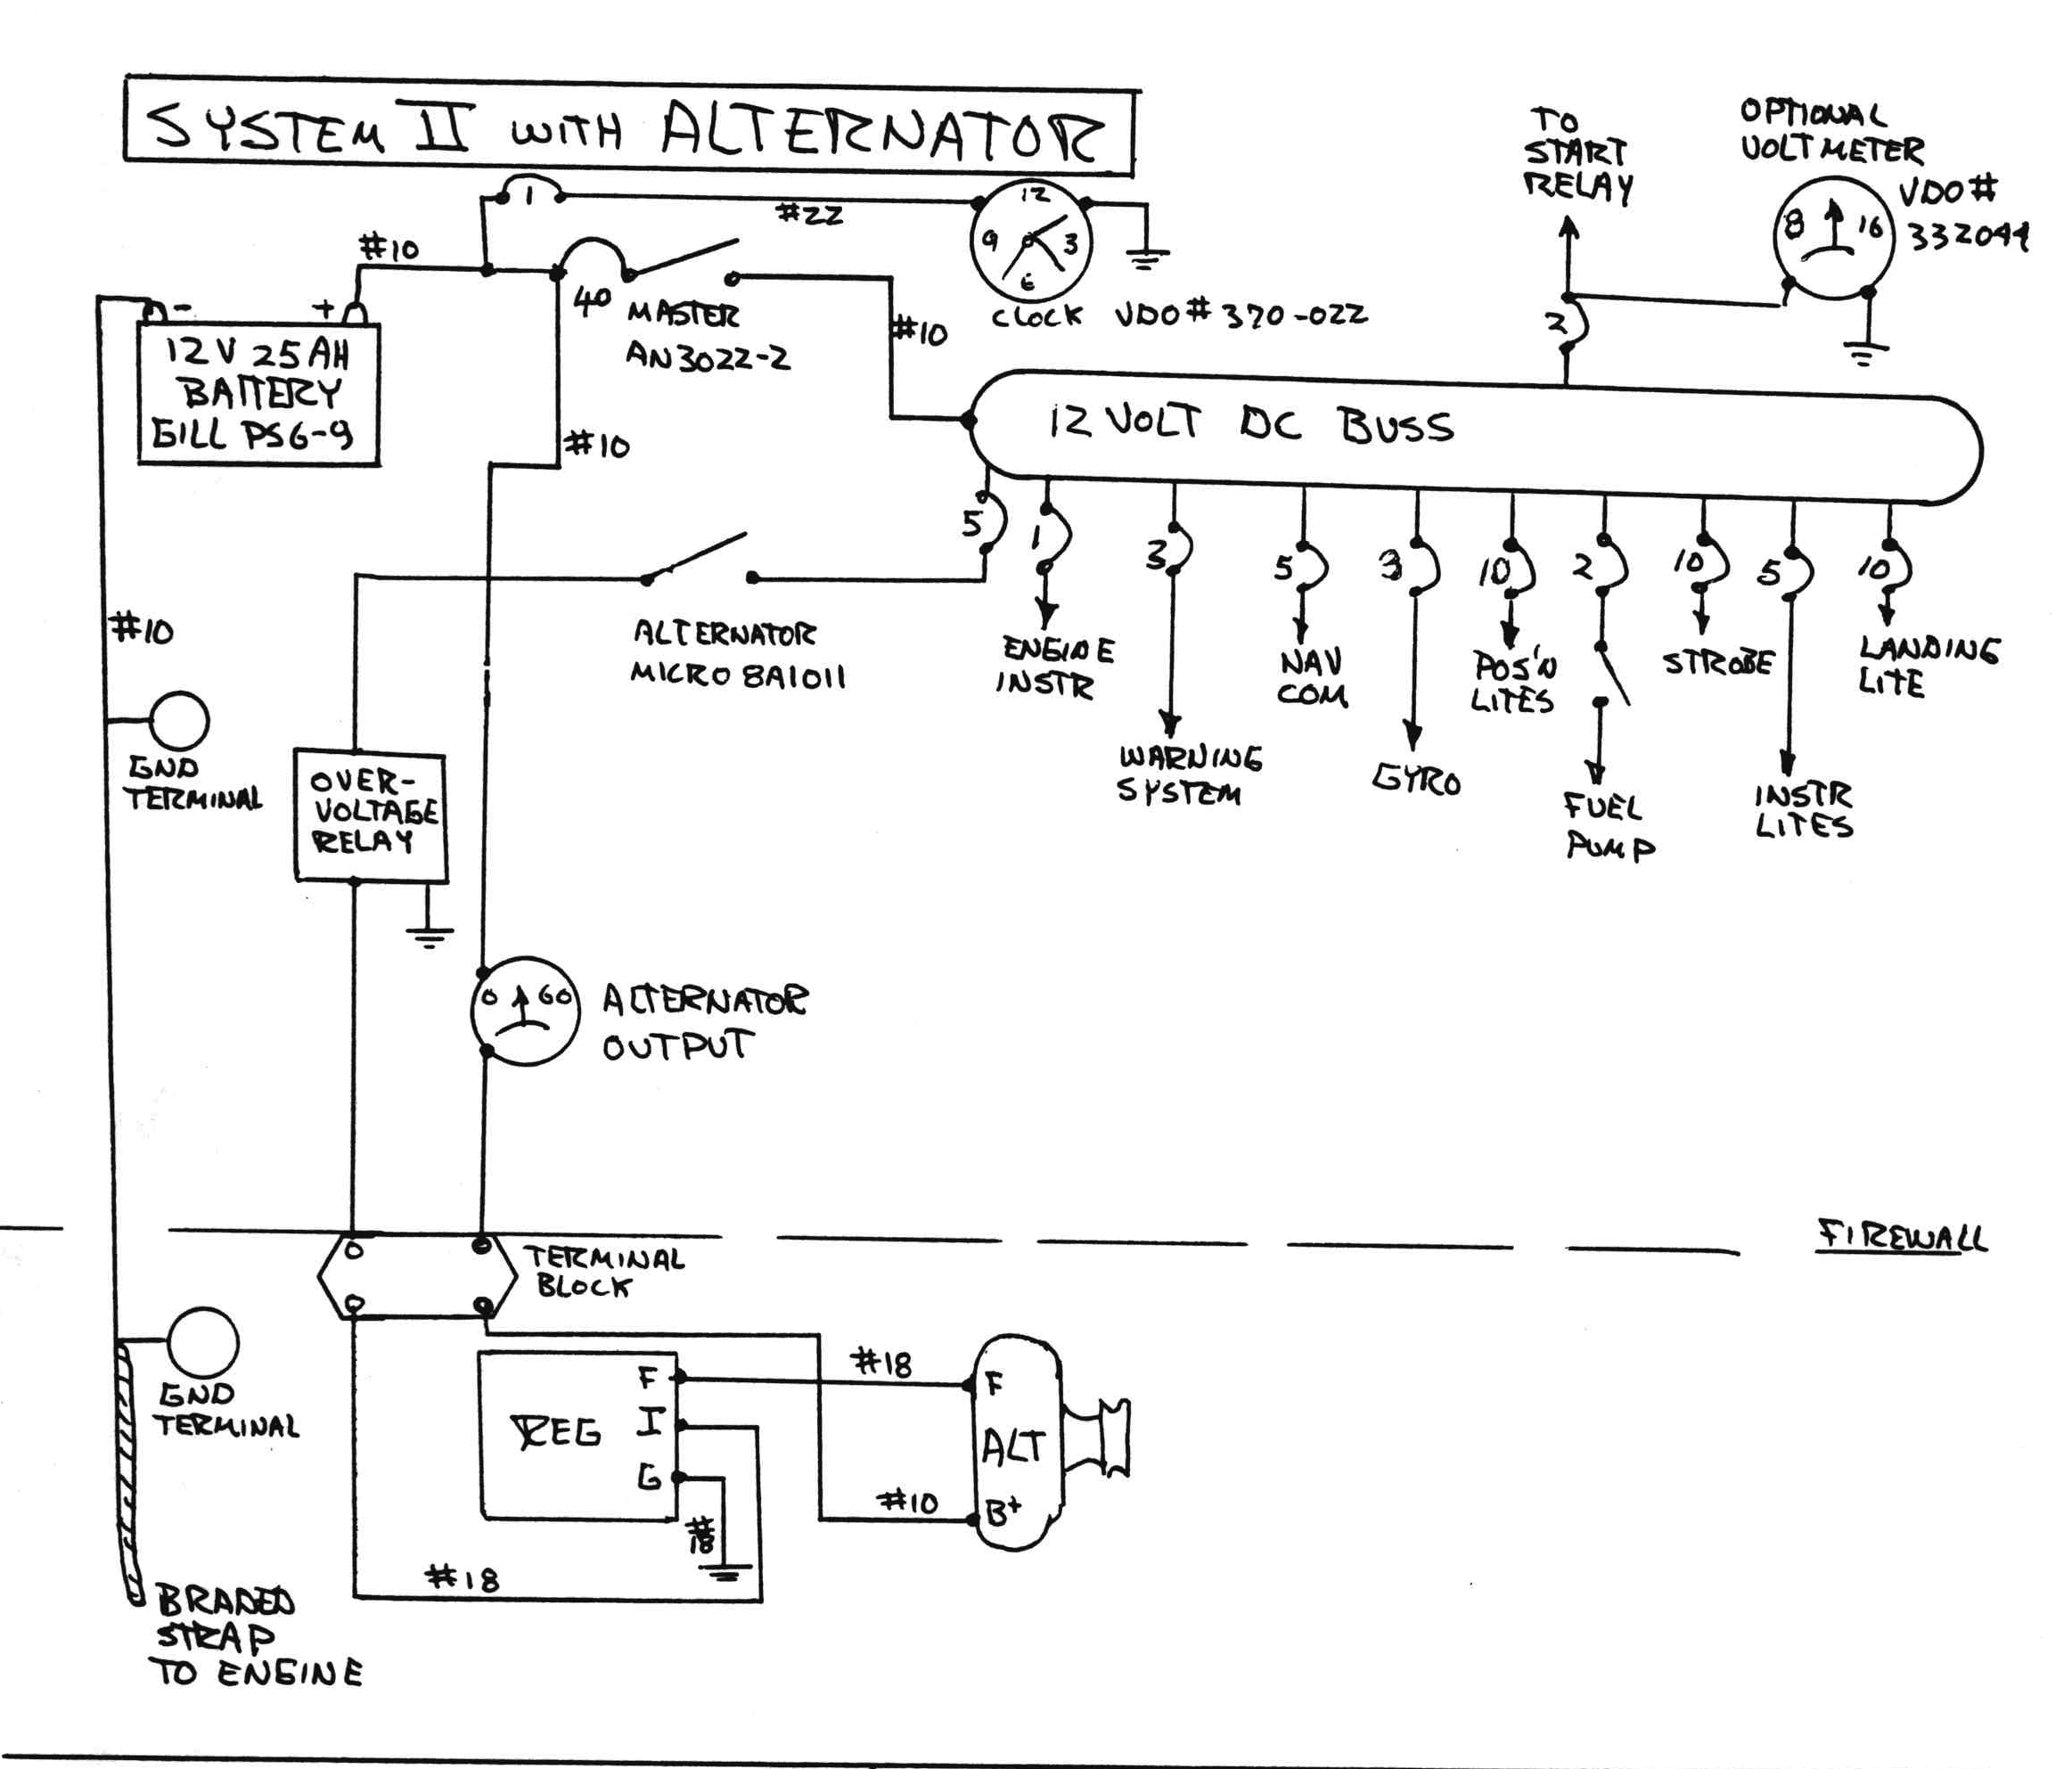 SYSTEM II WITH ALTERNATOR
TO
START
RELAY
OPTIONAL
VOLTMETER
VDO#
332044
8 16
1
#22
12
9 3
6
CLOCK VDO# 370-022
#10
40
MASTER
AN3022-2
#10
2
- +
12V 25AH
BATTERY
GILL PS6-9
#10
12 VOLT DC BUSS
5
1
3
5
3
10
2
10
5
10
#10
ALTERNATOR
MICRO 8A1011
ENGINE
INSTR
WARNING
SYSTEM
NAV
COM
GYRO
POS'N
LITES
FUEL
PUMP
STROBE
INSTR
LITES
LANDING
LITE
GND
TERMINAL
OVER-
VOLTAGE
RELAY
0 60
ALTERNATOR
OUTPUT
FIREWALL
TERMINAL
BLOCK
GND
TERMINAL
REG
F
I
G
#18
#18
#18
#10
F
ALT
B+
BRADED
STRAP
TO ENGINE